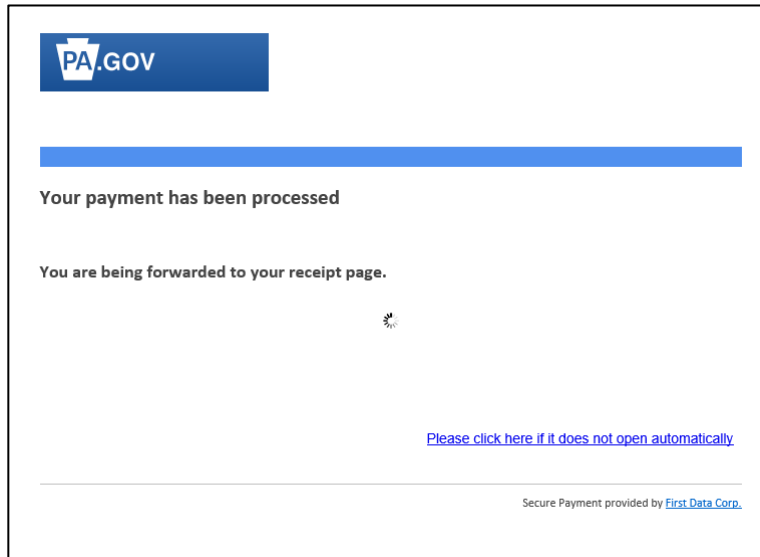 PA.GOV
Your payment has been processed
You are being forwarded to your receipt page.
Please click here if it does not open automatically
Secure Payment provided by First Data Corp.